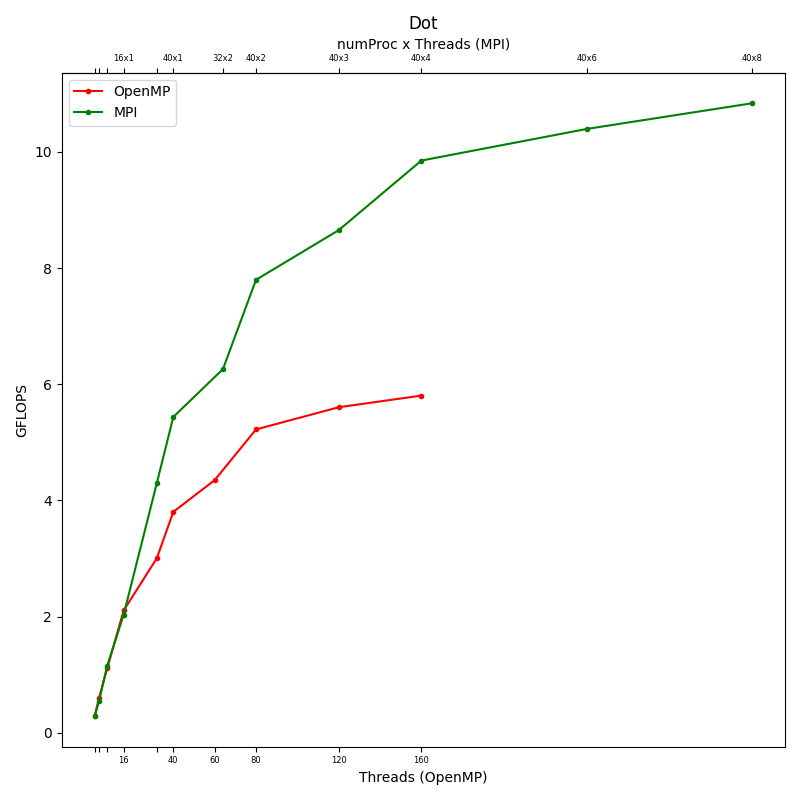 Dot
numProc x Threads (MPI)
16x1 40x1 32x2 40x2 40x3 40x4 40x6 40x8
OpenMP
MPI
10
8
6
4
2
0
GFLOPS
16 40 60 80 120 160
Threads (OpenMP)